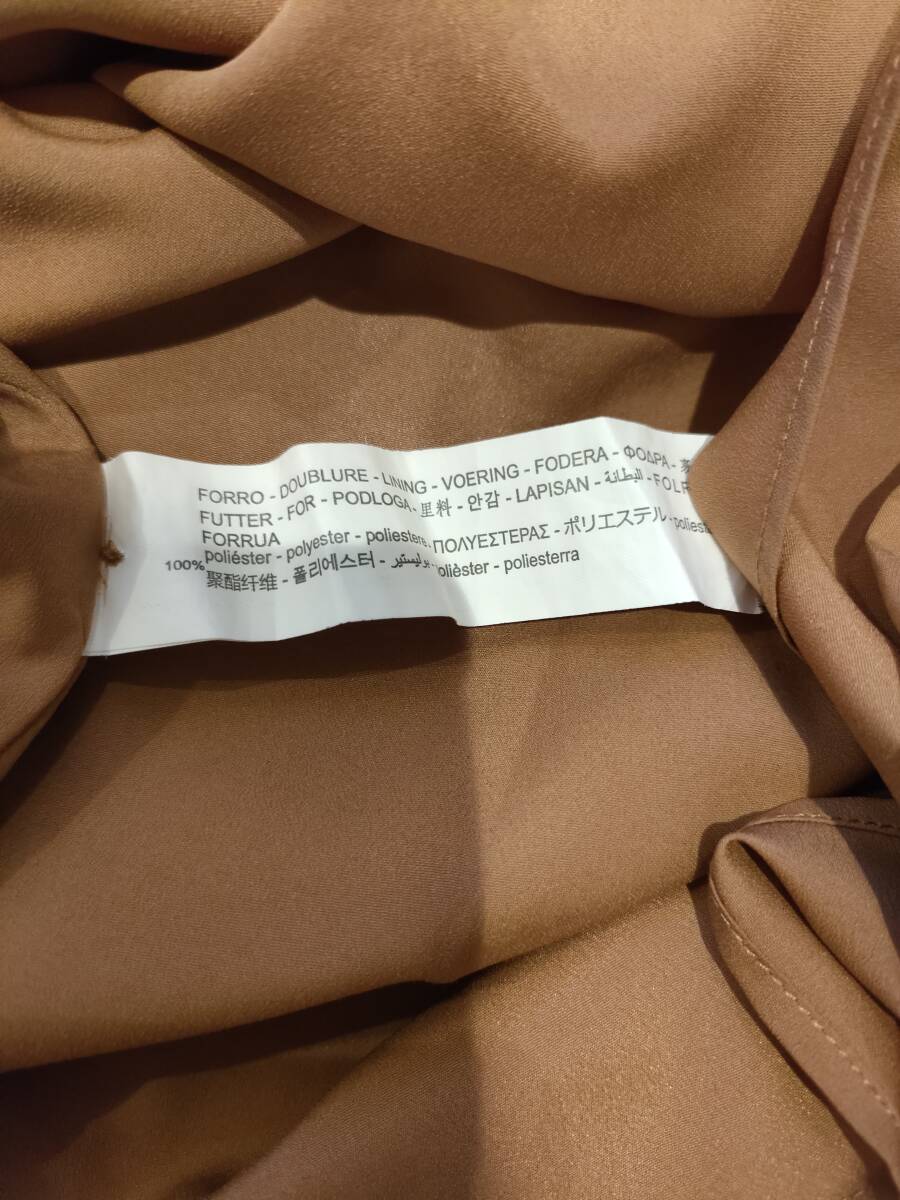 FORRO - DOUBLURE - LINING - VOERING - FODERA - ΦΟΔΡΑ -
FUTTER - FOR - PODLOGA - 里料 - 안감 - LAPISAN - البطانة - FOLR
FORRUA
100% poliéster - polyester - poliestere - ΠΟΛΥΕΣΤΕΡΑΣ - ポリエステル - polies
聚酯纤维 - 폴리에스터 - بوليستير - polièster - poliesterra